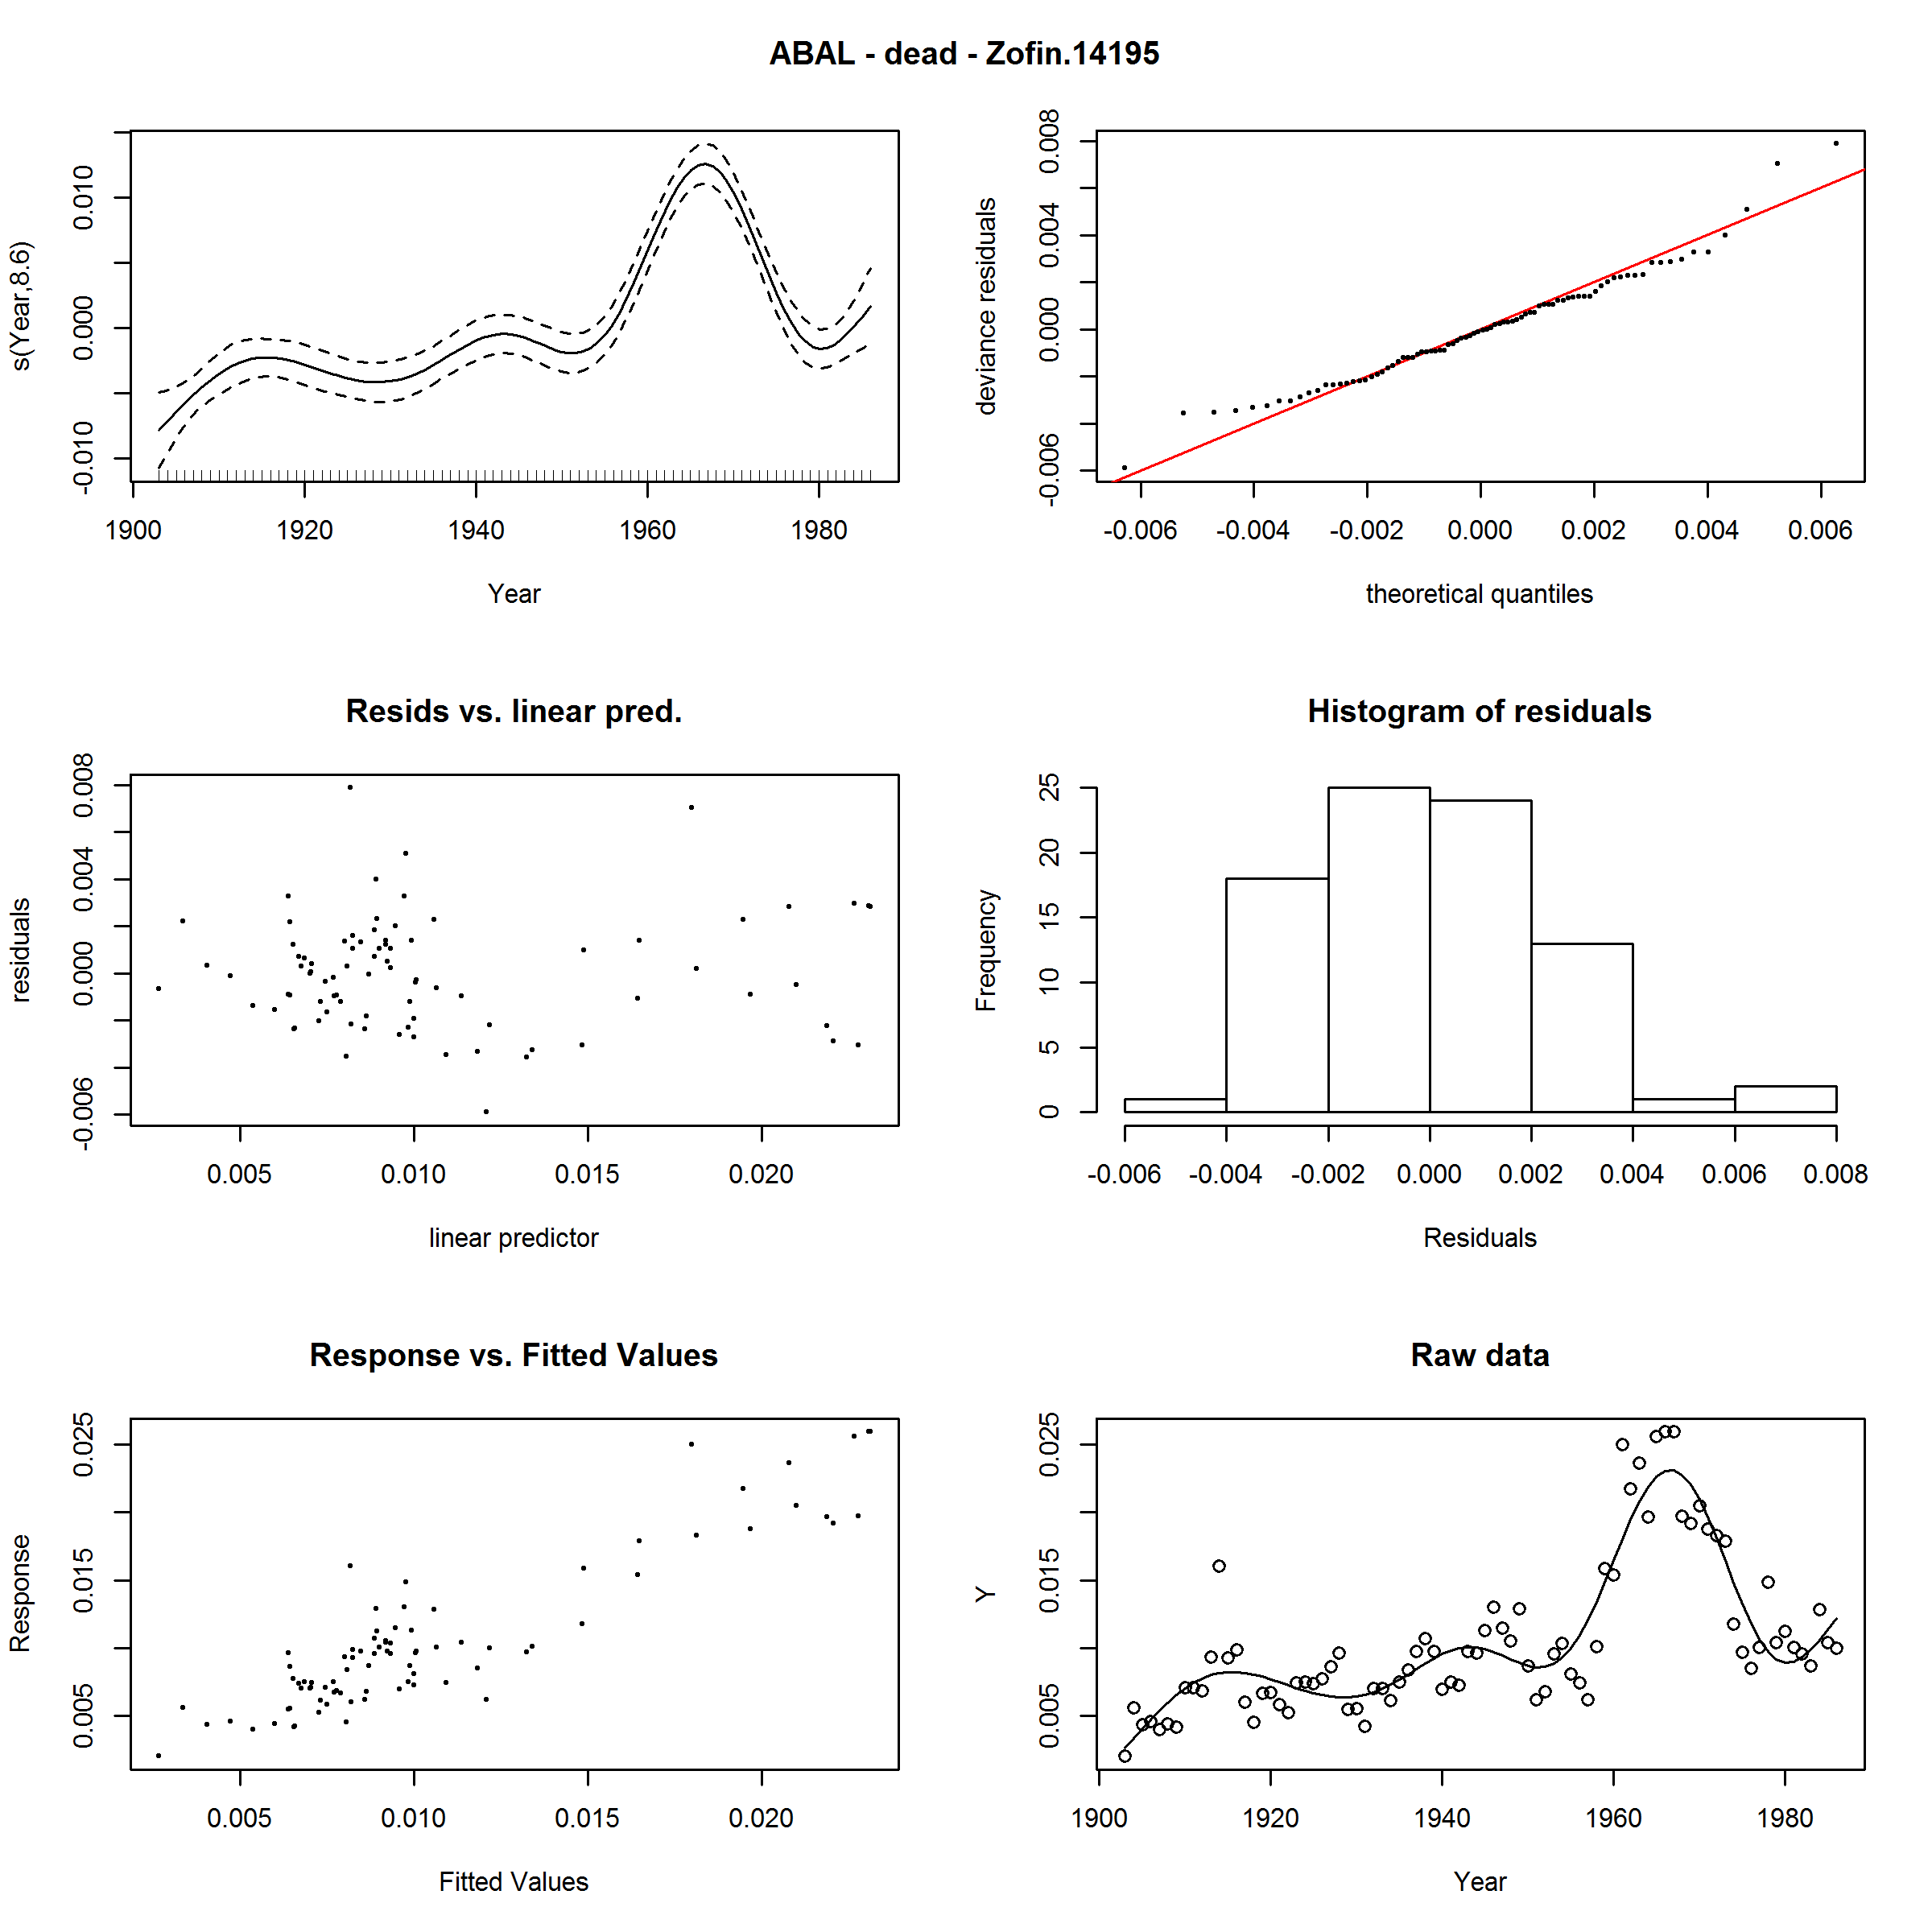 ABAL - dead - Zofin.14195
s(Year,8.6)
-0.010 0.000 0.010
1900 1920 1940 1960 1980
Year
deviance residuals
-0.006 0.000 0.004 0.008
-0.006 -0.004 -0.002 0.000 0.002 0.004 0.006
theoretical quantiles
Resids vs. linear pred.
residuals
-0.006 0.000 0.004 0.008
0.005 0.010 0.015 0.020
linear predictor
Histogram of residuals
Frequency
0 5 10 15 20 25
-0.006 -0.004 -0.002 0.000 0.002 0.004 0.006 0.008
Residuals
Response vs. Fitted Values
Response
0.005 0.015 0.025
0.005 0.010 0.015 0.020
Fitted Values
Raw data
Y
0.005 0.015 0.025
1900 1920 1940 1960 1980
Year